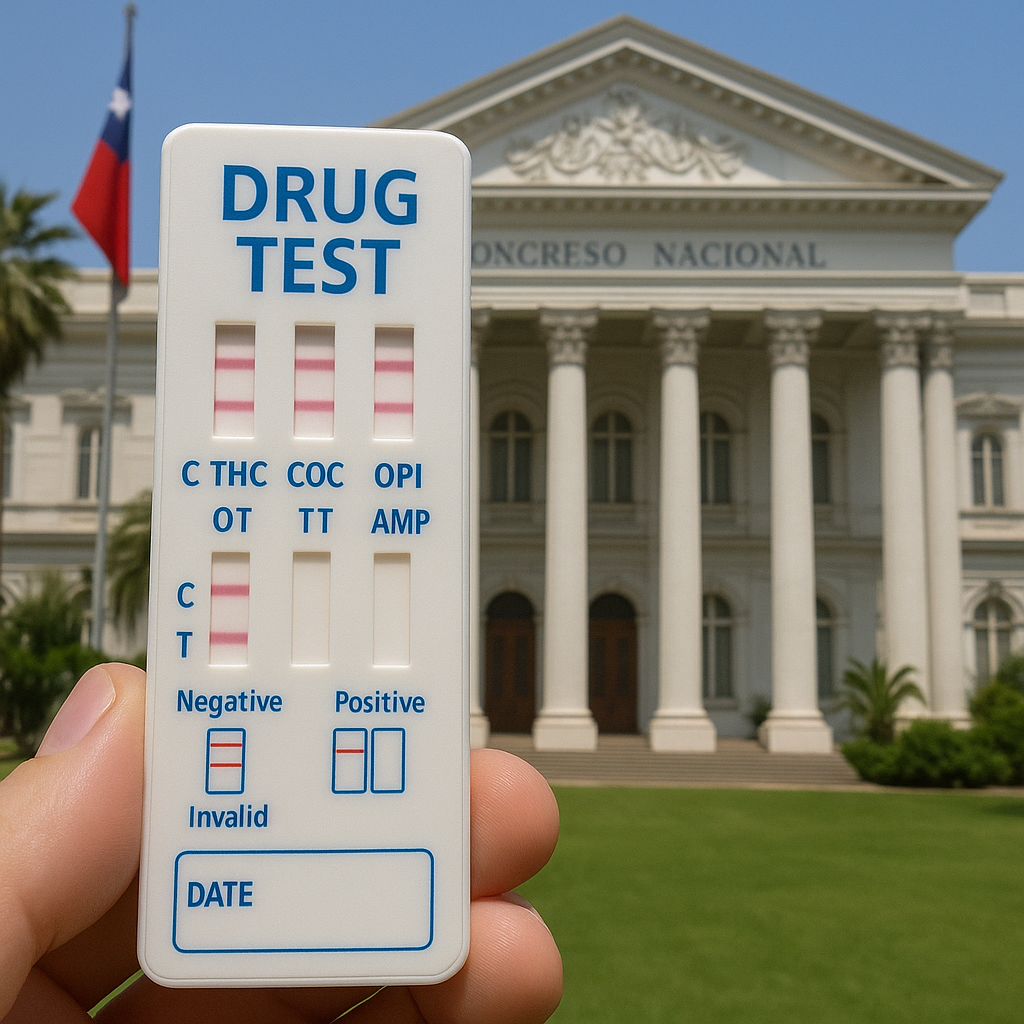 DRUG
TEST
ONCRESO NACIONAL
C THC COC OPI
OT TT AMP
C
T
Negative Positive
Invalid
DATE